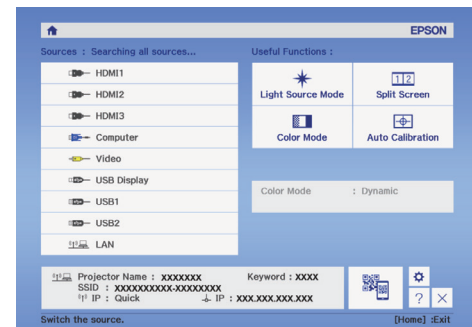 EPSON
Sources : Searching all sources...
Useful Functions :
HDMI1
HDMI2
HDMI3
Computer
Video
USB Display
USB1
USB2
LAN
Light Source Mode
1 2
Split Screen
Color Mode
Auto Calibration
Color Mode : Dynamic
Projector Name : XXXXXXX Keyword : XXXX
SSID : XXXXXXXXXX-XXXXXXXX
IP : Quick IP : XXX.XXX.XXX.XXX
?
Switch the source. [Home] :Exit